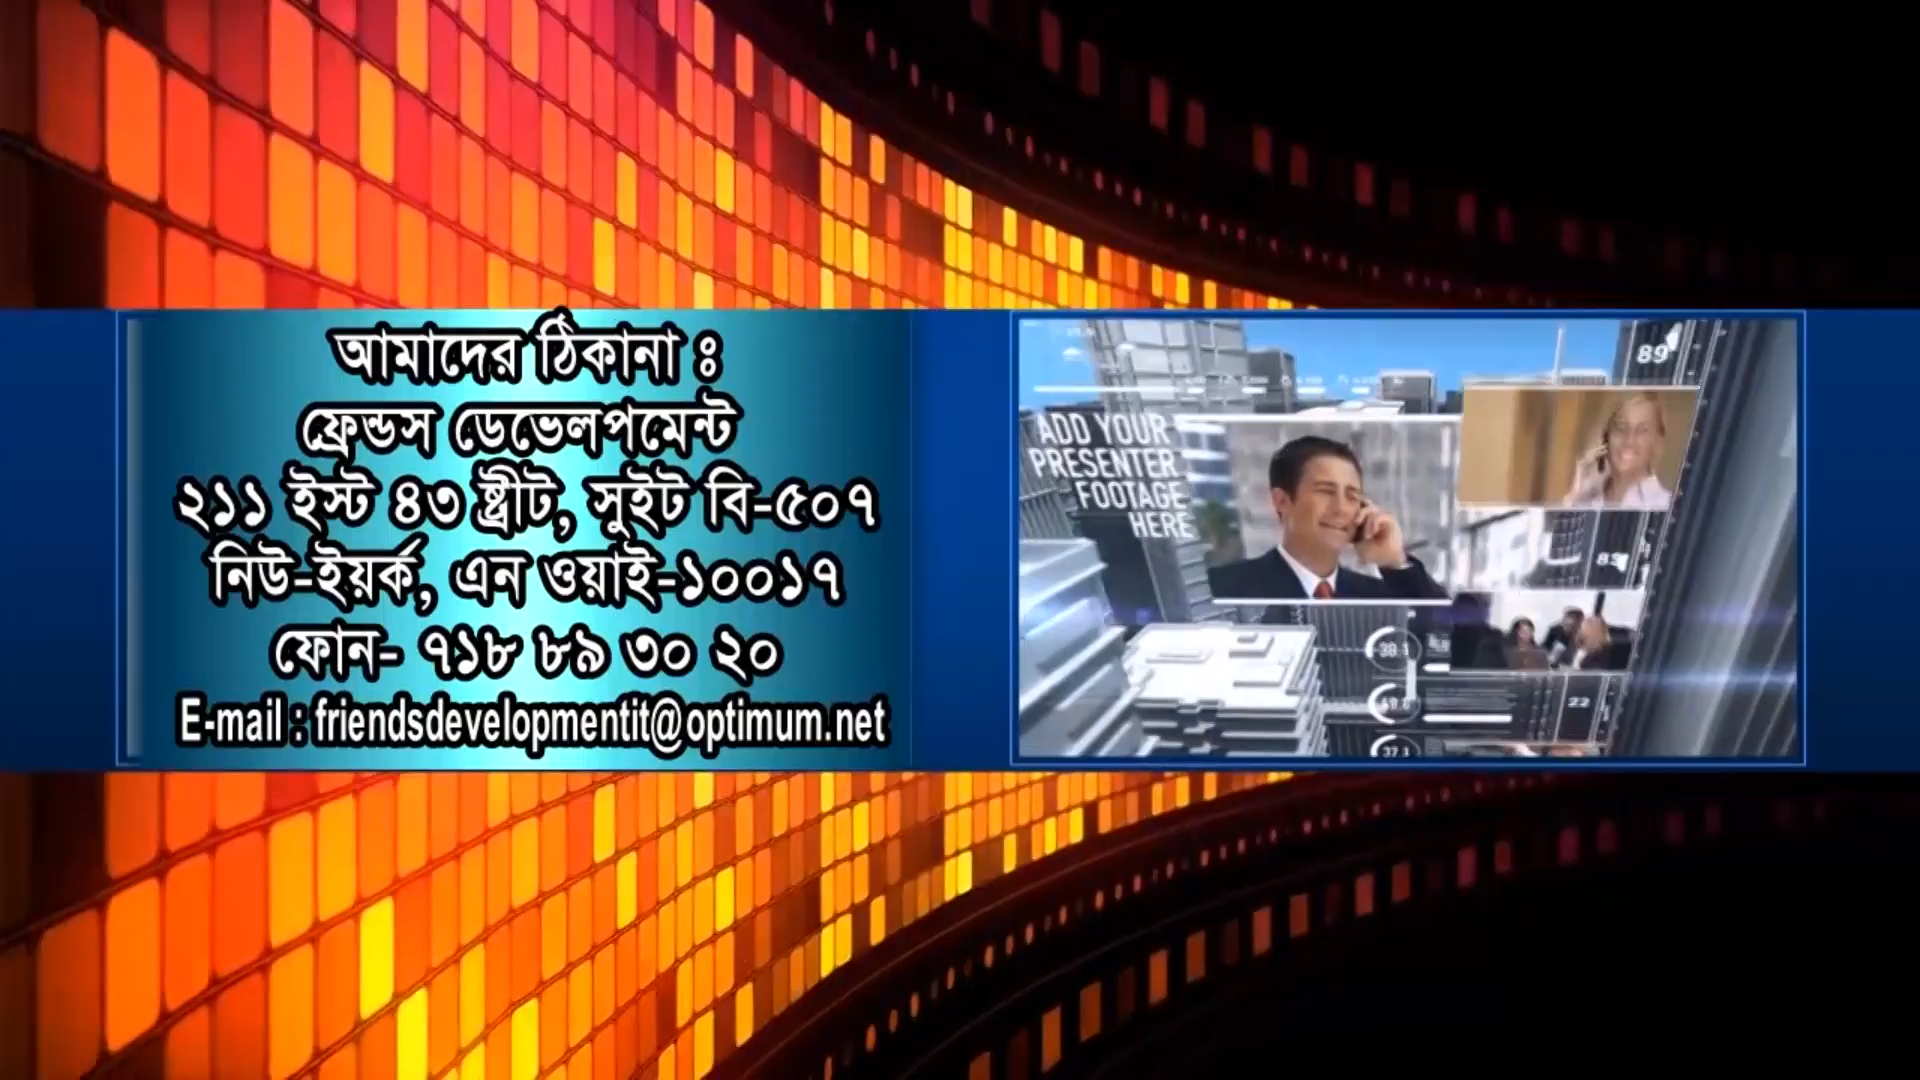 আমাদের ঠিকানা ঃ
ফ্রেন্ডস ডেভেলপমেন্ট
২১১ ইস্ট ৪৩ ষ্ট্রীট, সুইট বি-৫০৭
নিউ-ইয়র্ক, এন ওয়াই-১০০১৭
ফোন- ৭১৮ ৮৯ ৩০ ২০
E-mail : friendsdevelopmentit@optimum.net
ADD YOUR
PRESENTER
FOOTAGE
HERE
89
22